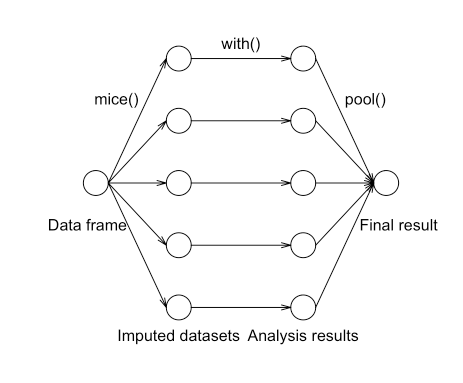 with()
mice()
pool()
Data frame
Final result
Imputed datasets
Analysis results